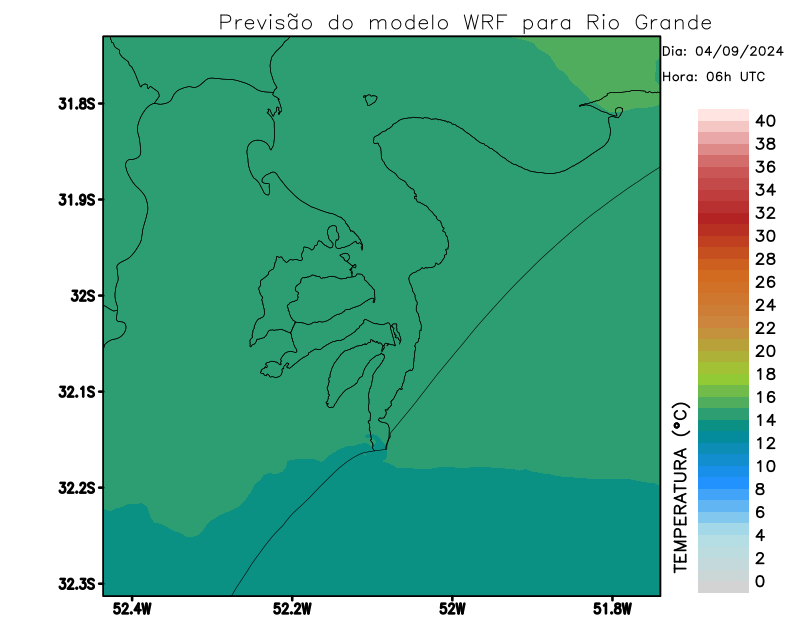 Previsão do modelo WRF para Rio Grande
Dia: 04/09/2024
Hora: 06h UTC
31.8S
31.9S
32S
32.1S
32.2S
32.3S
52.4W
52.2W
52W
51.8W
TEMPERATURA (°C)
40
38
36
34
32
30
28
26
24
22
20
18
16
14
12
10
8
6
4
2
0